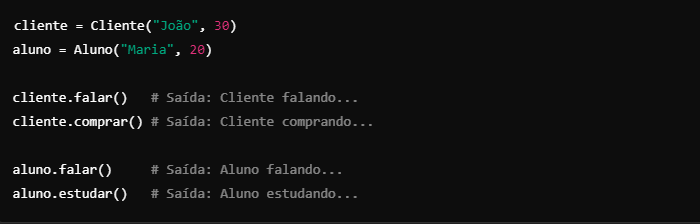 cliente = Cliente("João", 30)
aluno = Aluno("Maria", 20)
cliente.falar()   # Saída: Cliente falando...
cliente.comprar() # Saída: Cliente comprando...
aluno.falar()     # Saída: Aluno falando...
aluno.estudar()   # Saída: Aluno estudando...